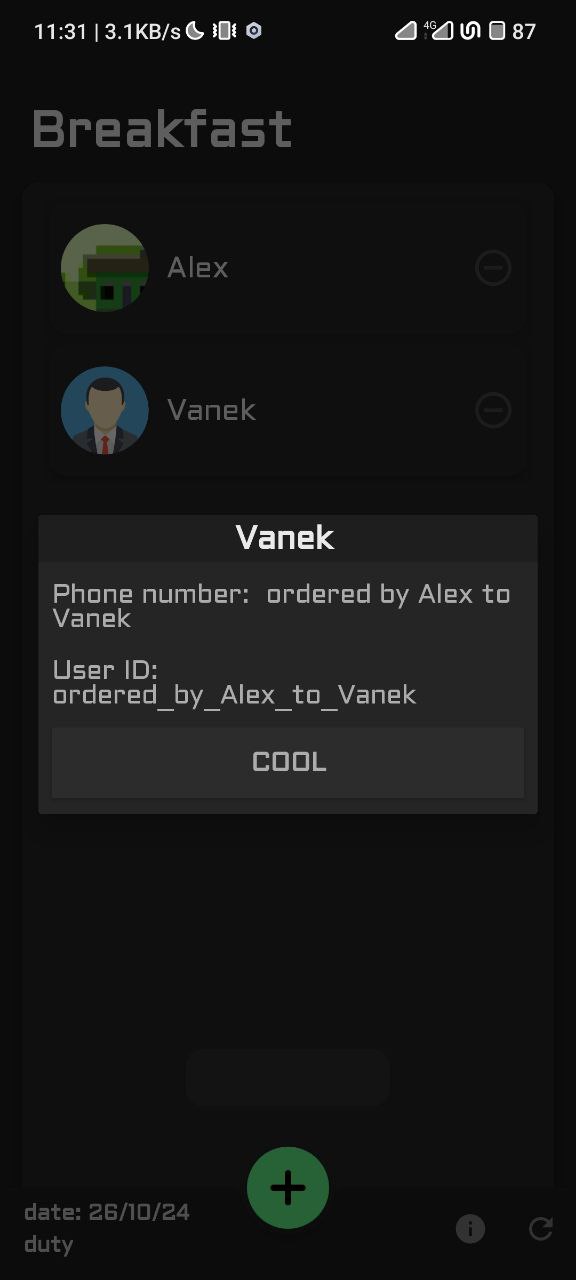 11:31 | 3.1KB/s
4G
87
Breakfast
Alex
Vanek
Vanek
Phone number:  ordered by Alex to
Vanek
User ID:
ordered_by_Alex_to_Vanek
COOL
date: 26/10/24
duty